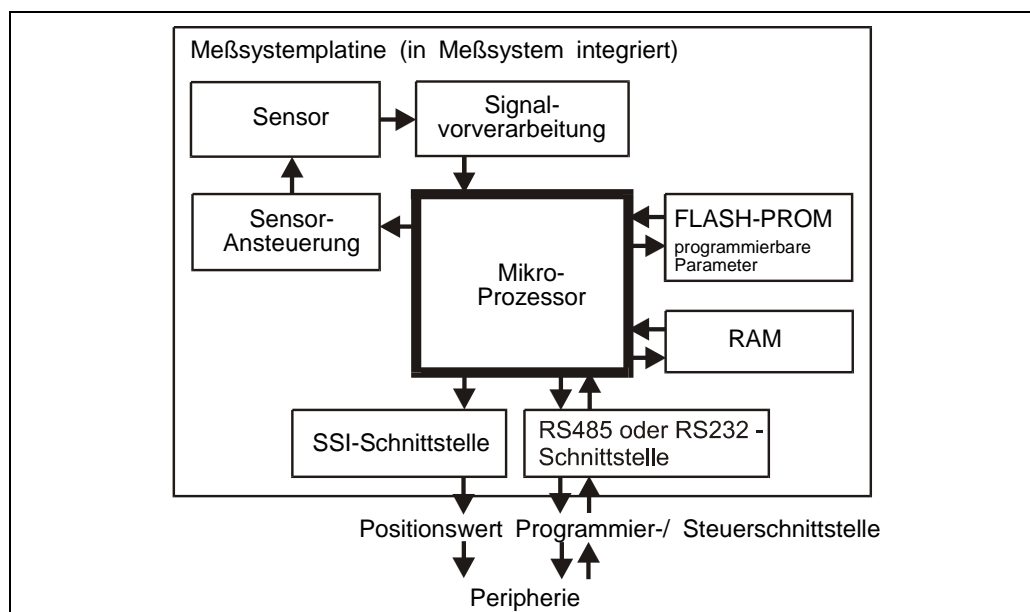 Meßsystemplatine (in Meßsystem integriert)
Sensor
Signal-
vorverarbeitung
Sensor-
Ansteuerung
Mikro-
Prozessor
FLASH-PROM
programmierbare
Parameter
RAM
SSI-Schnittstelle
RS485 oder RS232 -
Schnittstelle
Positionswert Programmier-/ Steuerschnittstelle
Peripherie